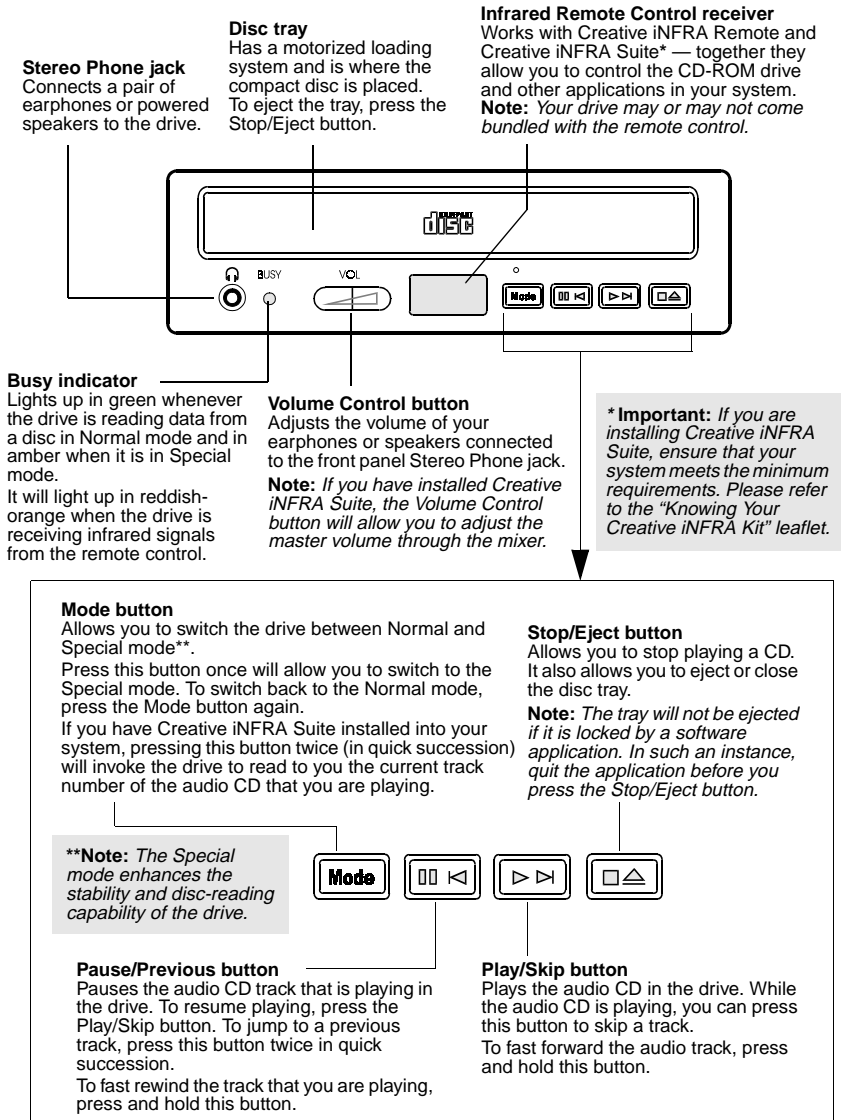 Stereo Phone jack
Connects a pair of
earphones or powered
speakers to the drive.
Disc tray
Has a motorized loading
system and is where the
compact disc is placed.
To eject the tray, press the
Stop/Eject button.
Infrared Remote Control receiver
Works with Creative iNFRA Remote and
Creative iNFRA Suite* — together they
allow you to control the CD-ROM drive
and other applications in your system.
Note: Your drive may or may not come
bundled with the remote control.
COMPACT
disc
BUSY
VOL
Mode
Busy indicator
Lights up in green whenever
the drive is reading data from
a disc in Normal mode and in
amber when it is in Special
mode.
It will light up in reddish-
orange when the drive is
receiving infrared signals
from the remote control.
Volume Control button
Adjusts the volume of your
earphones or speakers connected
to the front panel Stereo Phone jack.
Note: If you have installed Creative
iNFRA Suite, the Volume Control
button will allow you to adjust the
master volume through the mixer.
* Important: If you are
installing Creative iNFRA
Suite, ensure that your
system meets the minimum
requirements. Please refer
to the “Knowing Your
Creative iNFRA Kit” leaflet.
Mode button
Allows you to switch the drive between Normal and
Special mode**.
Press this button once will allow you to switch to the
Special mode. To switch back to the Normal mode,
press the Mode button again.
If you have Creative iNFRA Suite installed into your
system, pressing this button twice (in quick succession)
will invoke the drive to read to you the current track
number of the audio CD that you are playing.
Stop/Eject button
Allows you to stop playing a CD.
It also allows you to eject or close
the disc tray.
Note: The tray will not be ejected
if it is locked by a software
application. In such an instance,
quit the application before you
press the Stop/Eject button.
**Note: The Special
mode enhances the
stability and disc-reading
capability of the drive.
Mode
Pause/Previous button
Pauses the audio CD track that is playing in
the drive. To resume playing, press the
Play/Skip button. To jump to a previous
track, press this button twice in quick
succession.
To fast rewind the track that you are playing,
press and hold this button.
Play/Skip button
Plays the audio CD in the drive. While
the audio CD is playing, you can press
this button to skip a track.
To fast forward the audio track, press
and hold this button.